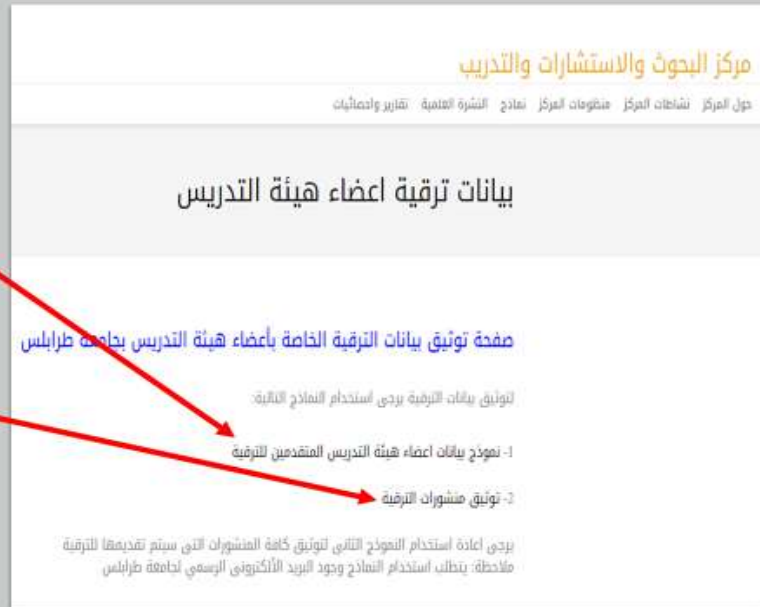 مركز البحوث والاستشارات والتدريب
حول المركز نشاطات المركز منظومات المركز نماذج النشرة العلمية تقارير واحصائيات
بيانات ترقية اعضاء هيئة التدريس
صفحة توثيق بيانات الترقية الخاصة بأعضاء هيئة التدريس بجامعة طرابلس
لتوثيق بيانات الترقية يرجى استخدام النماذج التالية:
1- نموذج بيانات اعضاء هيئة التدريس المتقدمين للترقية
2- توثيق منشورات الترقية
يرجى اعادة استخدام النموذج الثاني لتوثيق كافة المنشورات التي سيتم تقديمها للترقية
ملاحظة: يتطلب استخدام النماذج وجود البريد الألكتروني الرسمي لجامعة طرابلس